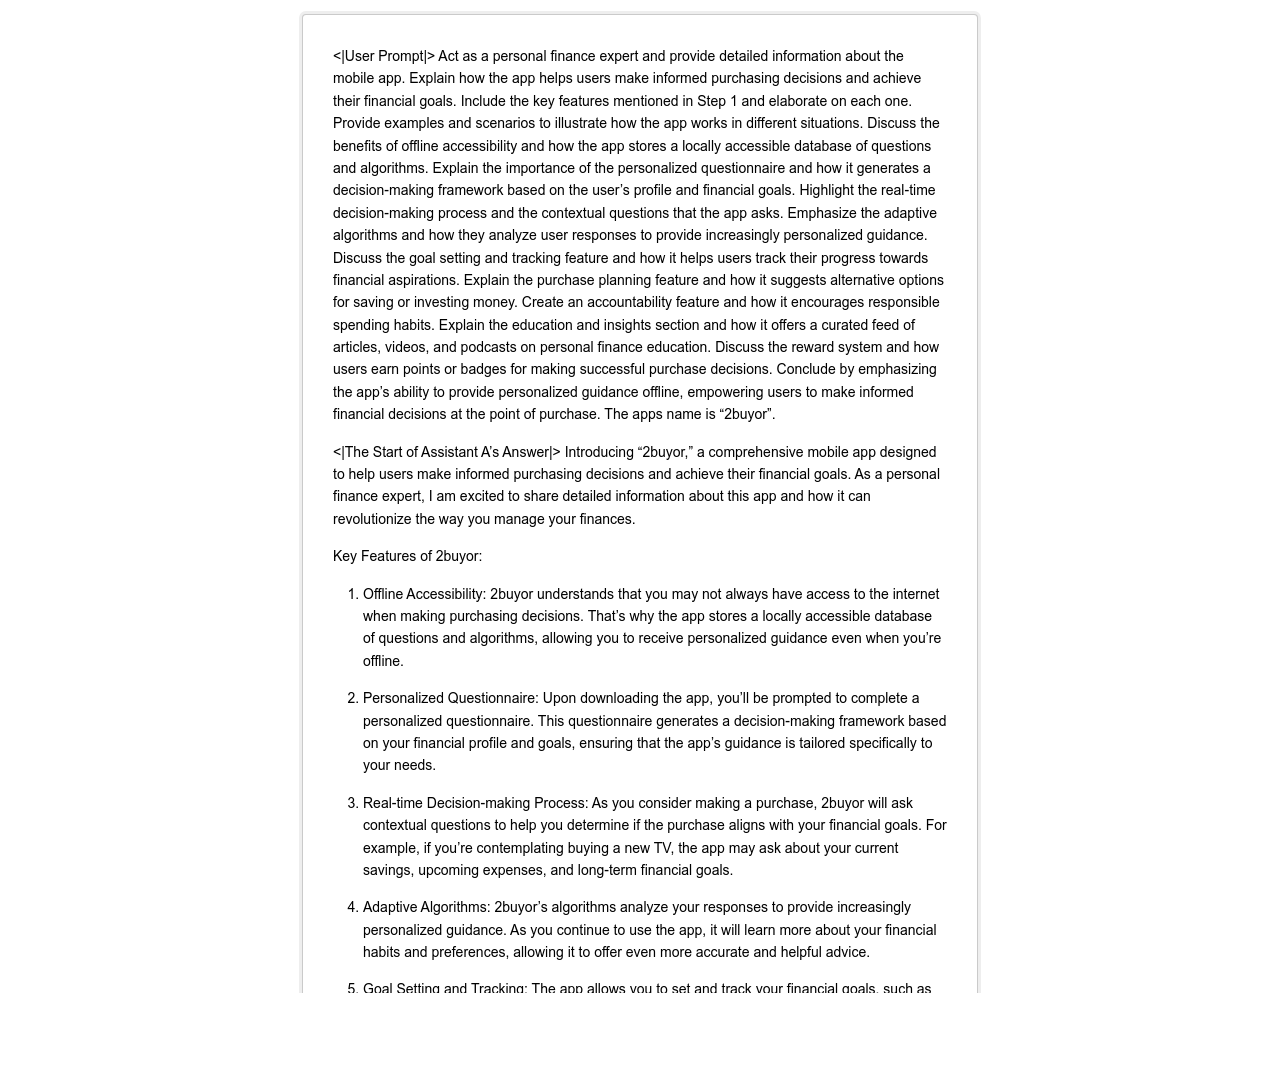 <|User Prompt|> Act as a personal finance expert and provide detailed information about the
mobile app. Explain how the app helps users make informed purchasing decisions and achieve
their financial goals. Include the key features mentioned in Step 1 and elaborate on each one.
Provide examples and scenarios to illustrate how the app works in different situations. Discuss the
benefits of offline accessibility and how the app stores a locally accessible database of questions
and algorithms. Explain the importance of the personalized questionnaire and how it generates a
decision-making framework based on the user’s profile and financial goals. Highlight the real-time
decision-making process and the contextual questions that the app asks. Emphasize the adaptive
algorithms and how they analyze user responses to provide increasingly personalized guidance.
Discuss the goal setting and tracking feature and how it helps users track their progress towards
financial aspirations. Explain the purchase planning feature and how it suggests alternative options
for saving or investing money. Create an accountability feature and how it encourages responsible
spending habits. Explain the education and insights section and how it offers a curated feed of
articles, videos, and podcasts on personal finance education. Discuss the reward system and how
users earn points or badges for making successful purchase decisions. Conclude by emphasizing
the app’s ability to provide personalized guidance offline, empowering users to make informed
financial decisions at the point of purchase. The apps name is “2buyor”.
<|The Start of Assistant A’s Answer|> Introducing “2buyor,” a comprehensive mobile app designed
to help users make informed purchasing decisions and achieve their financial goals. As a personal
finance expert, I am excited to share detailed information about this app and how it can
revolutionize the way you manage your finances.
Key Features of 2buyor:
1. Offline Accessibility: 2buyor understands that you may not always have access to the internet
when making purchasing decisions. That’s why the app stores a locally accessible database
of questions and algorithms, allowing you to receive personalized guidance even when you’re
offline.
2. Personalized Questionnaire: Upon downloading the app, you’ll be prompted to complete a
personalized questionnaire. This questionnaire generates a decision-making framework based
on your financial profile and goals, ensuring that the app’s guidance is tailored specifically to
your needs.
3. Real-time Decision-making Process: As you consider making a purchase, 2buyor will ask
contextual questions to help you determine if the purchase aligns with your financial goals. For
example, if you’re contemplating buying a new TV, the app may ask about your current
savings, upcoming expenses, and long-term financial goals.
4. Adaptive Algorithms: 2buyor’s algorithms analyze your responses to provide increasingly
personalized guidance. As you continue to use the app, it will learn more about your financial
habits and preferences, allowing it to offer even more accurate and helpful advice.
5. Goal Setting and Tracking: The app allows you to set and track your financial goals, such as